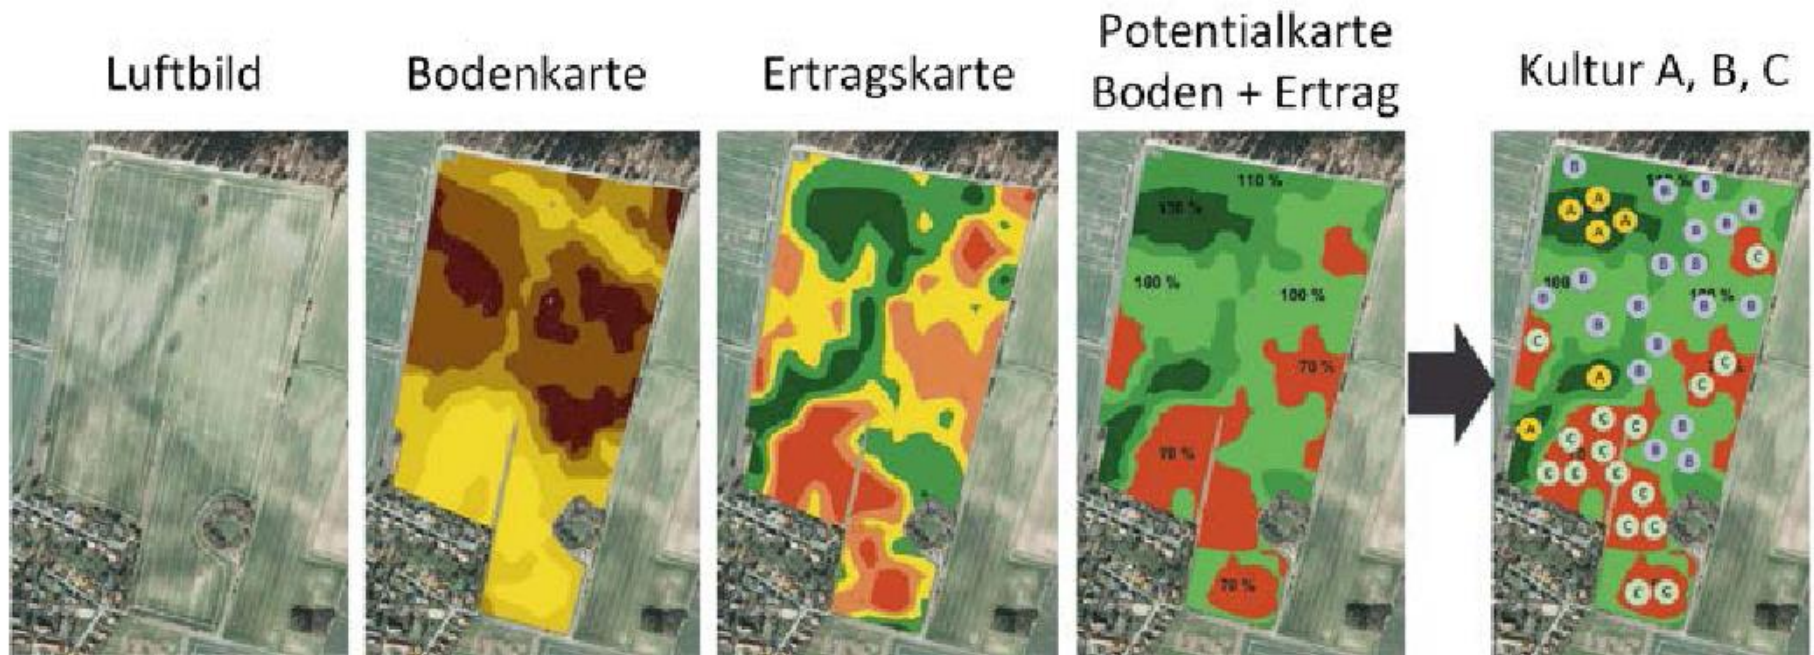 Luftbild
Bodenkarte
Ertragskarte
Potentialkarte
Boden + Ertrag
Kultur A, B, C
110 %
100 %
100 %
70 %
70 %
70 %
B
B
B
A
A
B
A
B
A
B
C
B
B
B
B
B
B
B
B
C
B
C
B
A
C
A
C
C
B
C
C
B
B
C
C
C
C
C
C
C
C